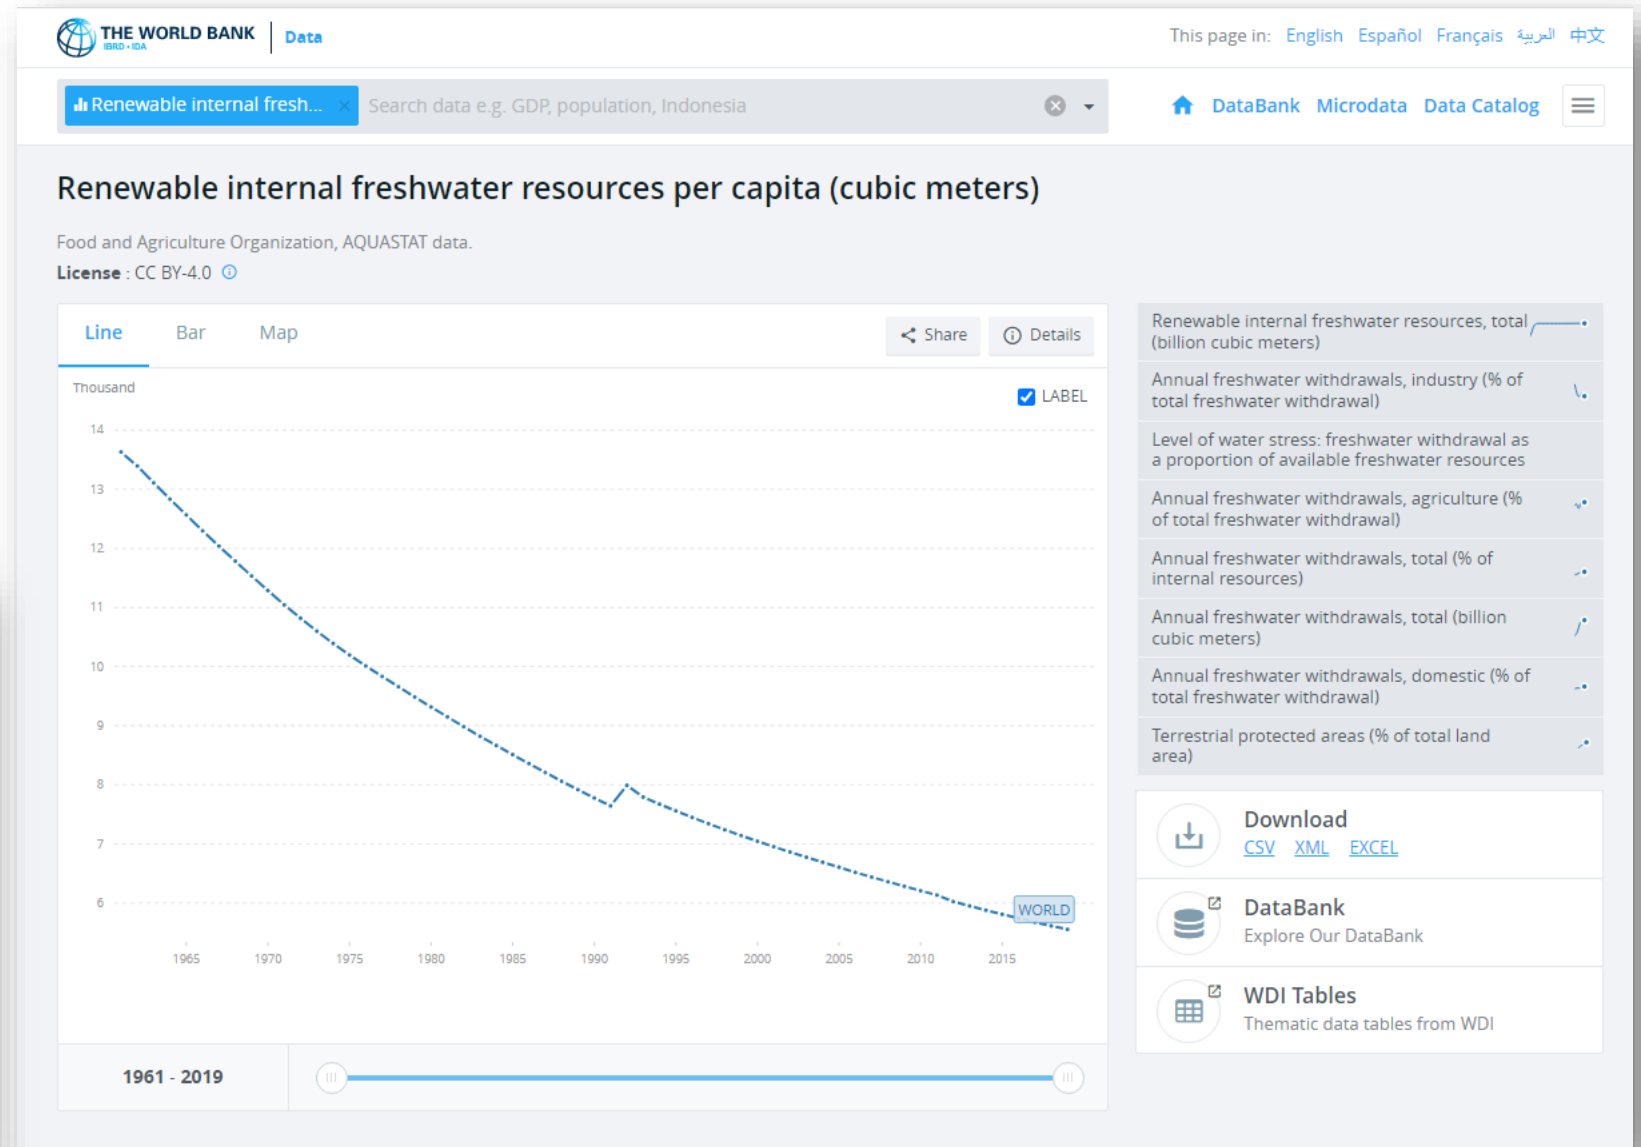 THE WORLD BANK
IBRD • IDA
Data
This page in: English Español Français العربية 中文
Renewable internal fresh... ×
Search data e.g. GDP, population, Indonesia
DataBank Microdata Data Catalog
Renewable internal freshwater resources per capita (cubic meters)
Food and Agriculture Organization, AQUASTAT data.
License : CC BY-4.0
Line Bar Map
Share Details
Thousand
LABEL
14
13
12
11
10
9
8
7
6
WORLD
1965 1970 1975 1980 1985 1990 1995 2000 2005 2010 2015
1961 - 2019
Renewable internal freshwater resources, total
(billion cubic meters)
Annual freshwater withdrawals, industry (% of
total freshwater withdrawal)
Level of water stress: freshwater withdrawal as
a proportion of available freshwater resources
Annual freshwater withdrawals, agriculture (%
of total freshwater withdrawal)
Annual freshwater withdrawals, total (% of
internal resources)
Annual freshwater withdrawals, total (billion
cubic meters)
Annual freshwater withdrawals, domestic (% of
total freshwater withdrawal)
Terrestrial protected areas (% of total land
area)
Download
CSV XML EXCEL
DataBank
Explore Our DataBank
WDI Tables
Thematic data tables from WDI